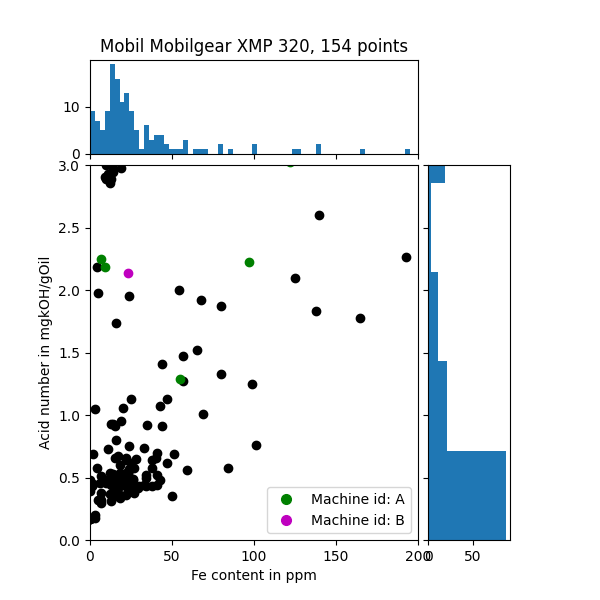 Mobil Mobilgear XMP 320, 154 points
10
0
3.0
2.5
2.0
1.5
1.0
0.5
0.0
Acid number in mgkOH/gOil
Machine id: A
Machine id: B
0 50 100 150 200 0 50
Fe content in ppm